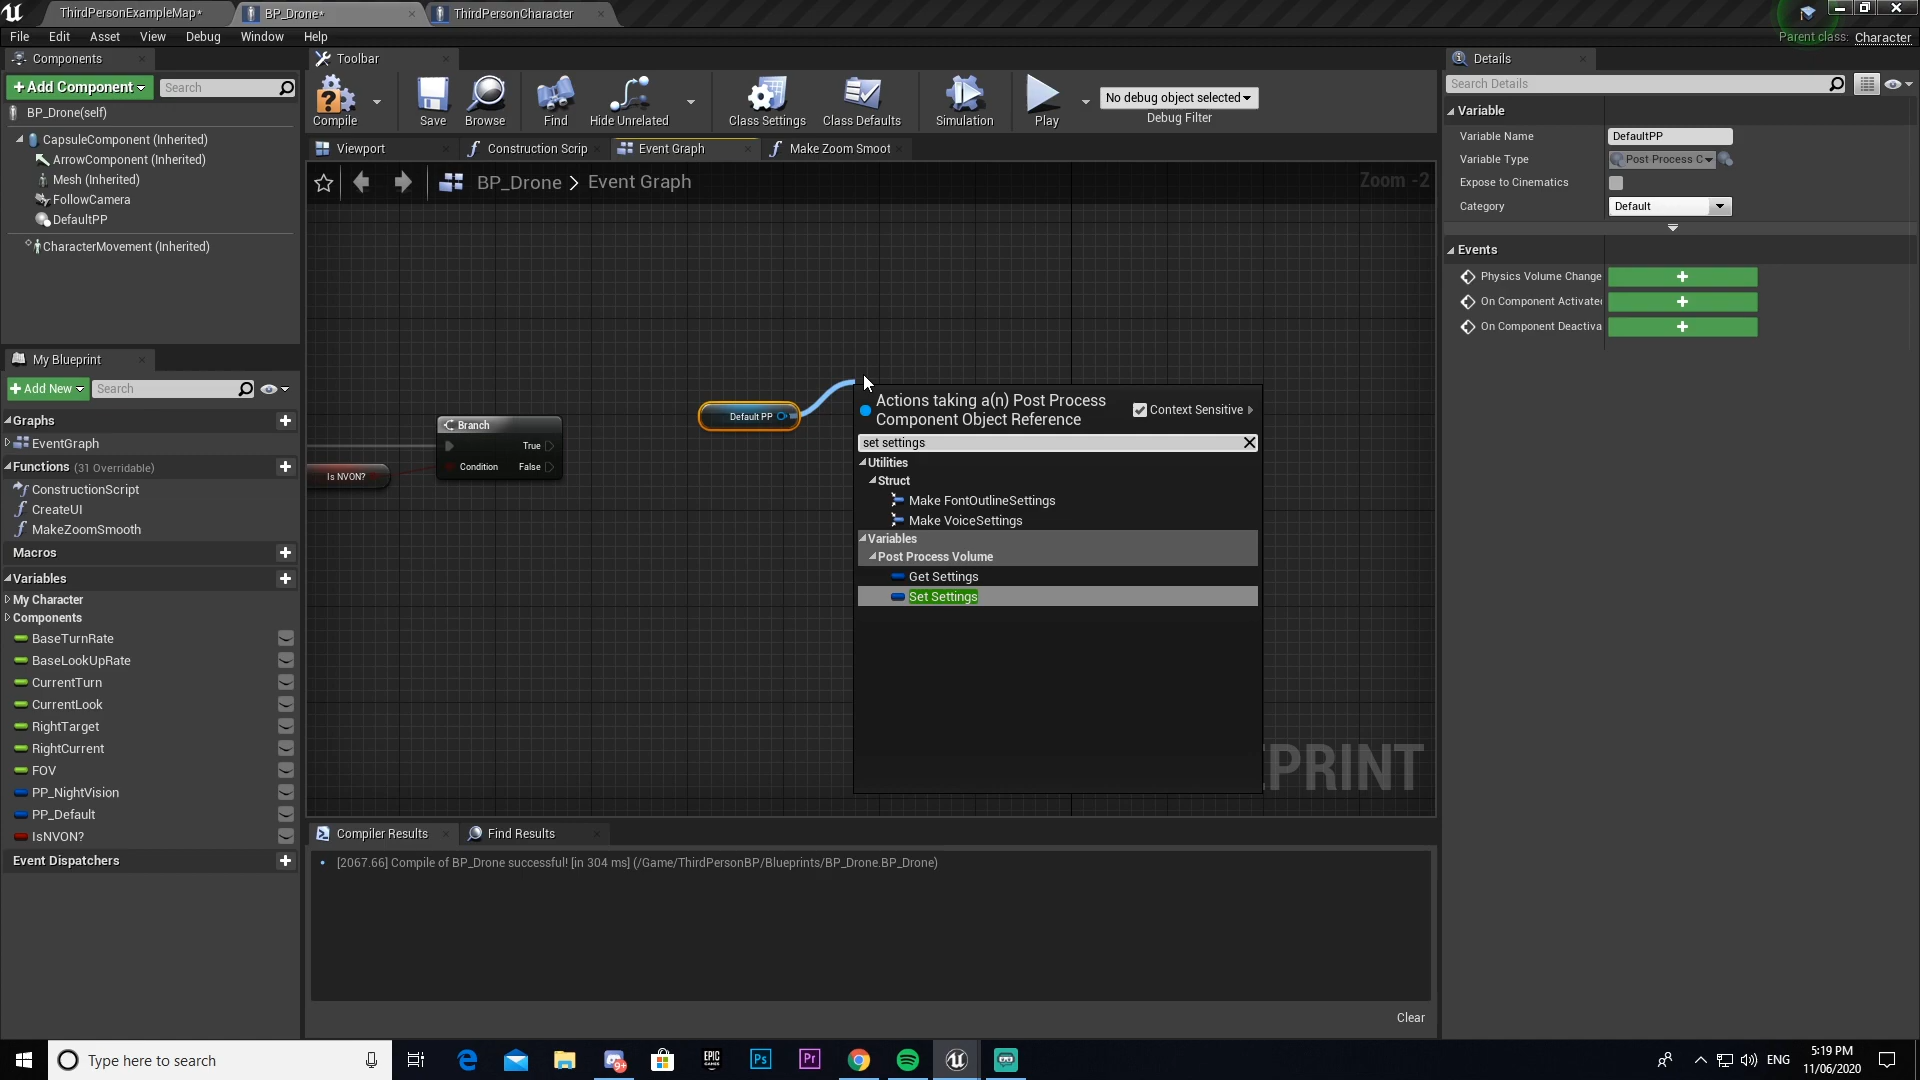 ThirdPersonExampleMap*
BP_Drone*
ThirdPersonCharacter
File Edit Asset View Debug Window Help
Parent class: Character
Components
+Add Component
Search
BP_Drone(self)
CapsuleComponent (Inherited)
ArrowComponent (Inherited)
Mesh (Inherited)
FollowCamera
DefaultPP
CharacterMovement (Inherited)
Toolbar
Compile
Save
Browse
Find
Hide Unrelated
Class Settings
Class Defaults
Simulation
Play
No debug object selected
Debug Filter
Viewport
Construction Scrip
Event Graph
Make Zoom Smoot
BP_Drone > Event Graph
Zoom -2
Is NVON?
Branch
True
Condition
False
Default PP
Actions taking a(n) Post Process
Component Object Reference
Context Sensitive
set settings
Utilities
Struct
Make FontOutlineSettings
Make VoiceSettings
Variables
Post Process Volume
Get Settings
Set Settings
EPRINT
My Blueprint
+Add New
Search
Graphs
EventGraph
Functions (31 Overridable)
ConstructionScript
CreateUI
MakeZoomSmooth
Macros
Variables
My Character
Components
BaseTurnRate
BaseLookUpRate
CurrentTurn
CurrentLook
RightTarget
RightCurrent
FOV
PP_NightVision
PP_Default
IsNVON?
Event Dispatchers
Compiler Results
Find Results
[2067.66] Compile of BP_Drone successful! [in 304 ms] (/Game/ThirdPersonBP/Blueprints/BP_Drone.BP_Drone)
Clear
Details
Search Details
Variable
Variable Name
DefaultPP
Variable Type
Post Process C
Expose to Cinematics
Category
Default
Events
Physics Volume Change
On Component Activate
On Component Deactiva
Type here to search
9+
EPIC
GAMES
Ps
Pr
ENG
5:19 PM
11/06/2020